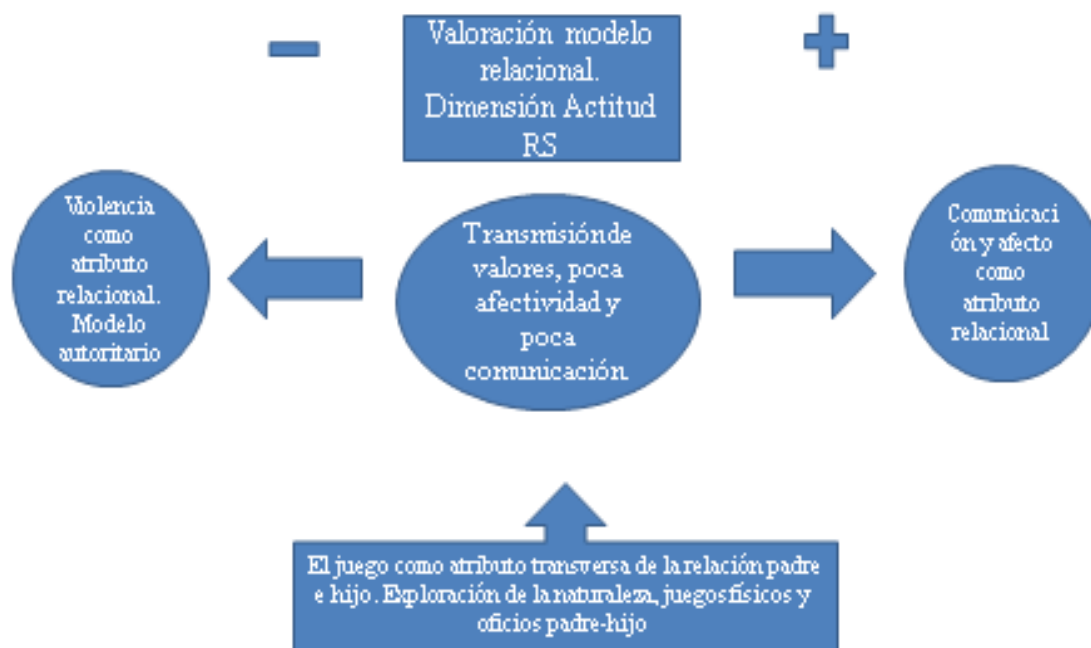 Valoración modelo
relacional.
Dimensión Actitud
RS
Violencia
como
atributo
relacional.
Modelo
autoritario
Transmisión de
valores, poca
afectividad y
poca
comunicación
Comunicaci
ón y afecto
como
atributo
relacional
El juego como atributo transversa de la relación padre
e hijo. Exploración de la naturaleza, juegos físicos y
oficios padre-hijo